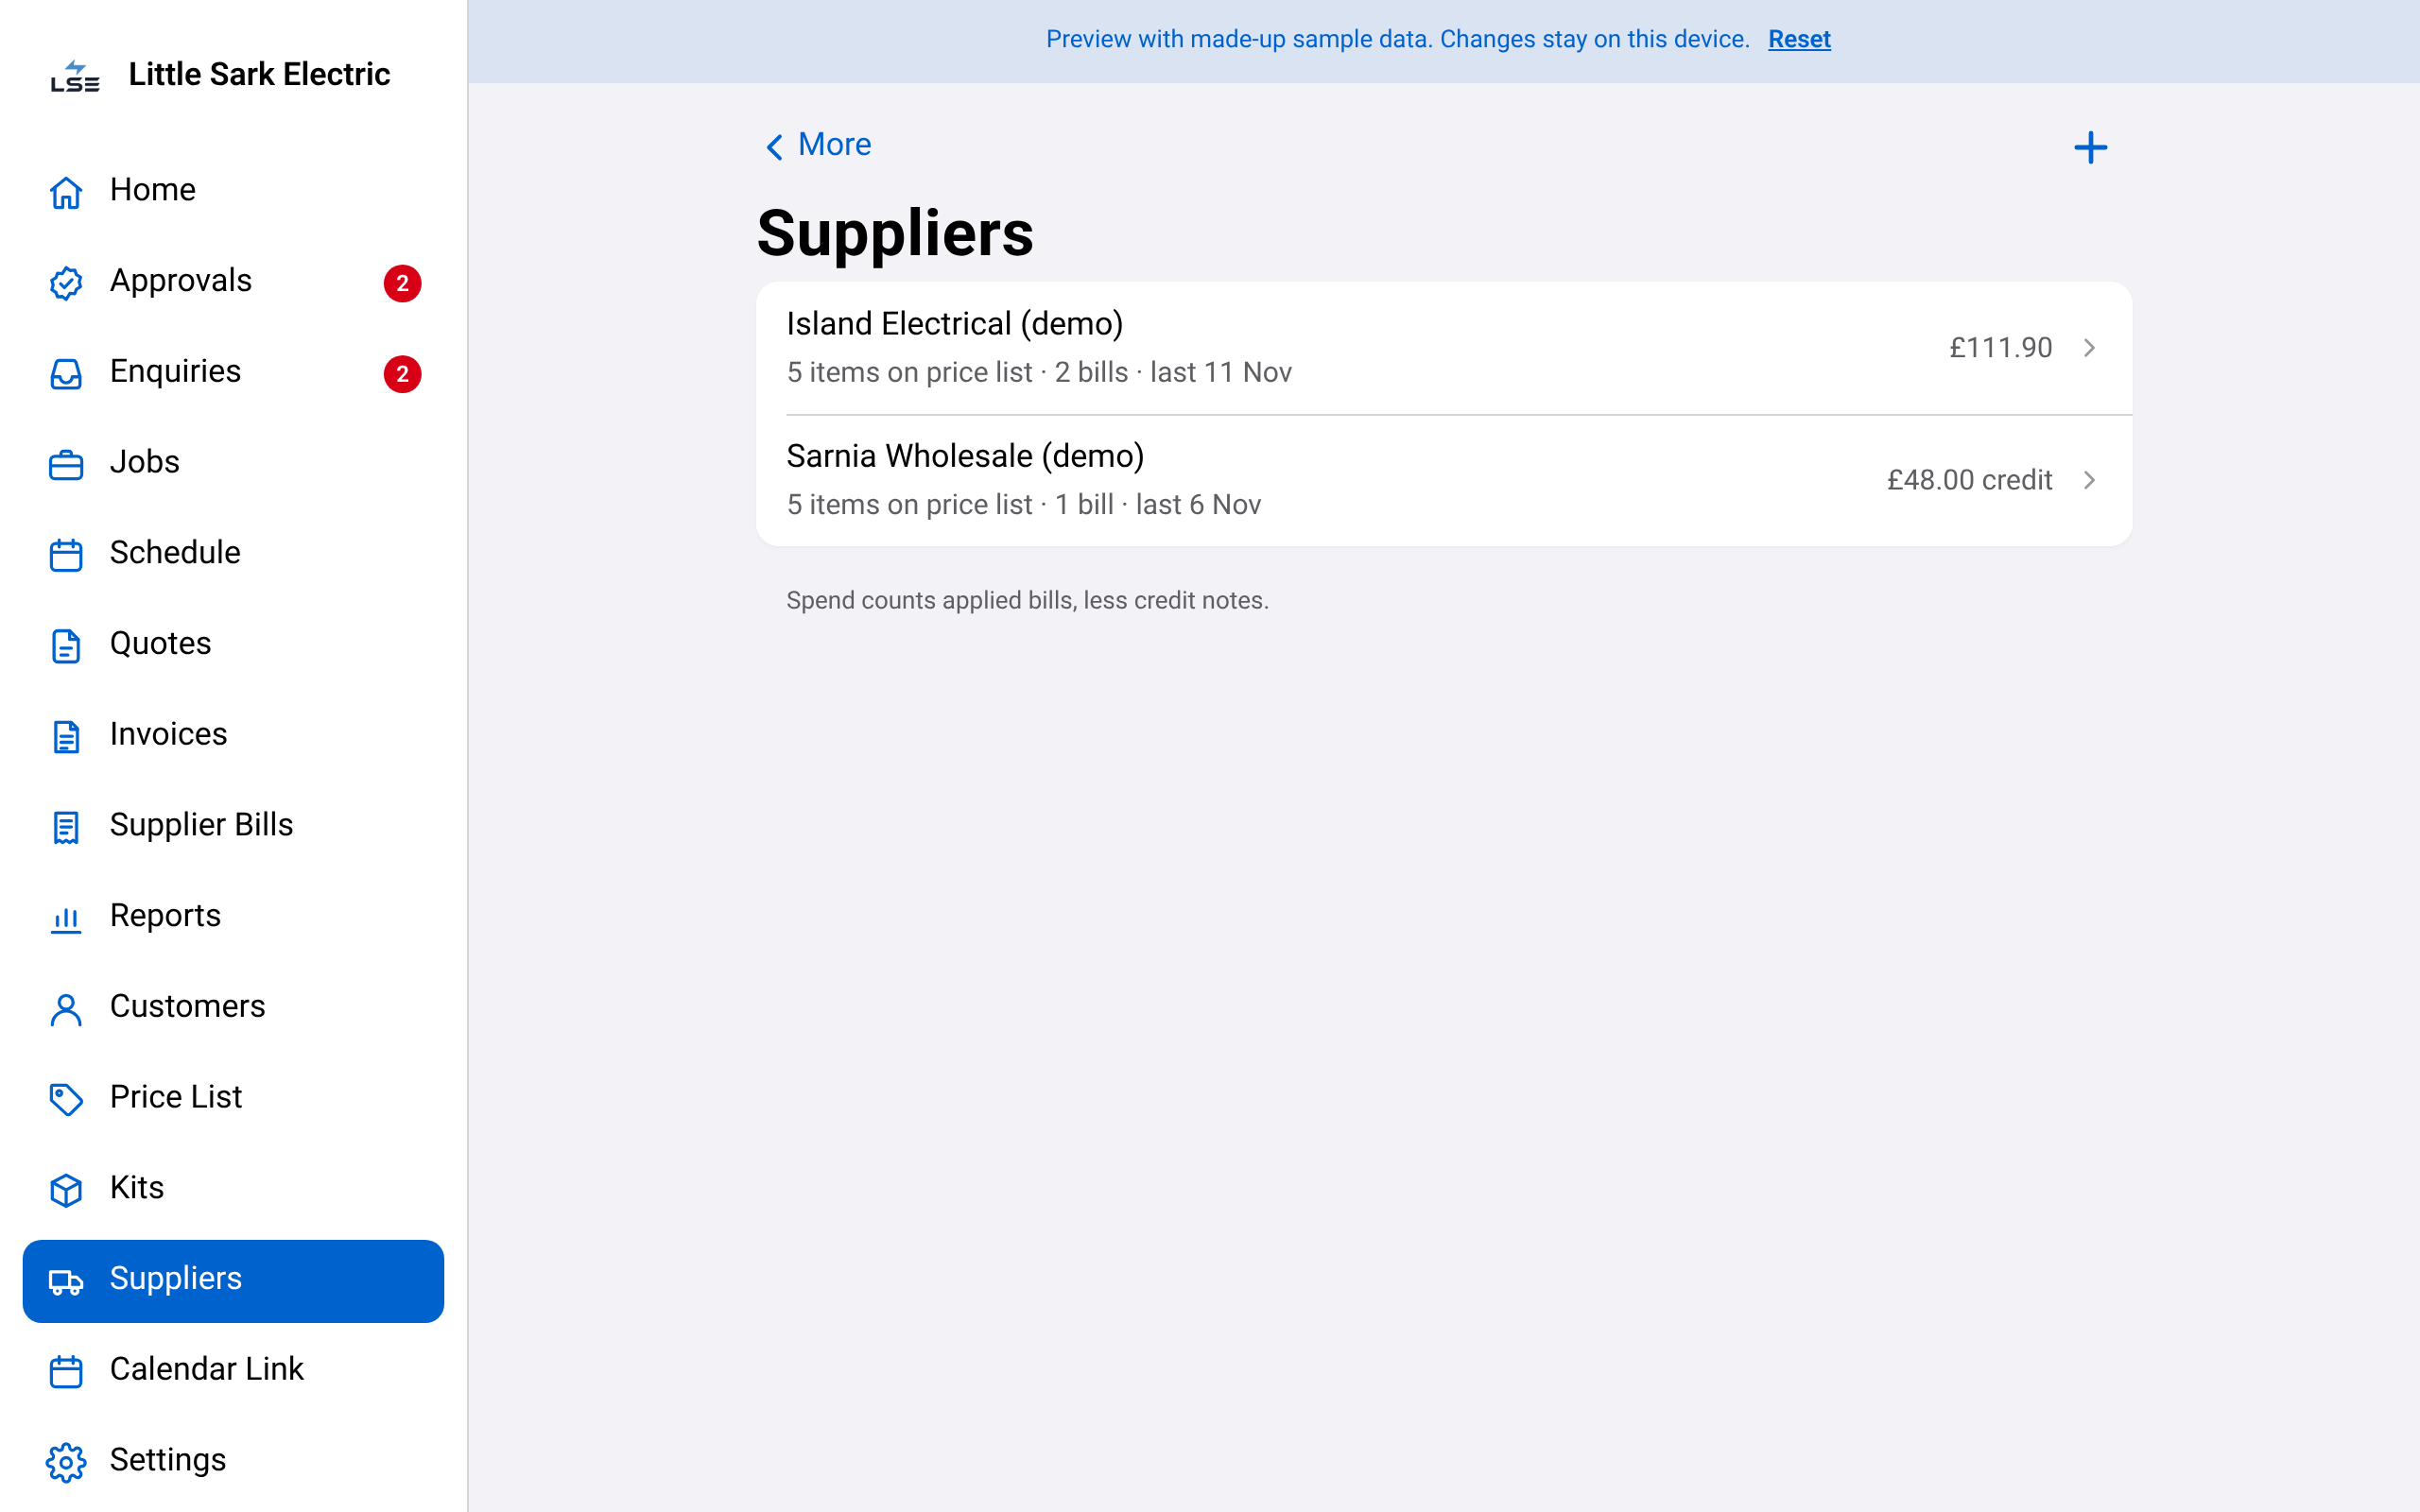 LSE
Little Sark Electric
Home
Approvals 2
Enquiries 2
Jobs
Schedule
Quotes
Invoices
Supplier Bills
Reports
Customers
Price List
Kits
Suppliers
Calendar Link
Settings
Preview with made-up sample data. Changes stay on this device. Reset
More
Suppliers
Island Electrical (demo)
5 items on price list · 2 bills · last 11 Nov
£111.90
Sarnia Wholesale (demo)
5 items on price list · 1 bill · last 6 Nov
£48.00 credit
Spend counts applied bills, less credit notes.